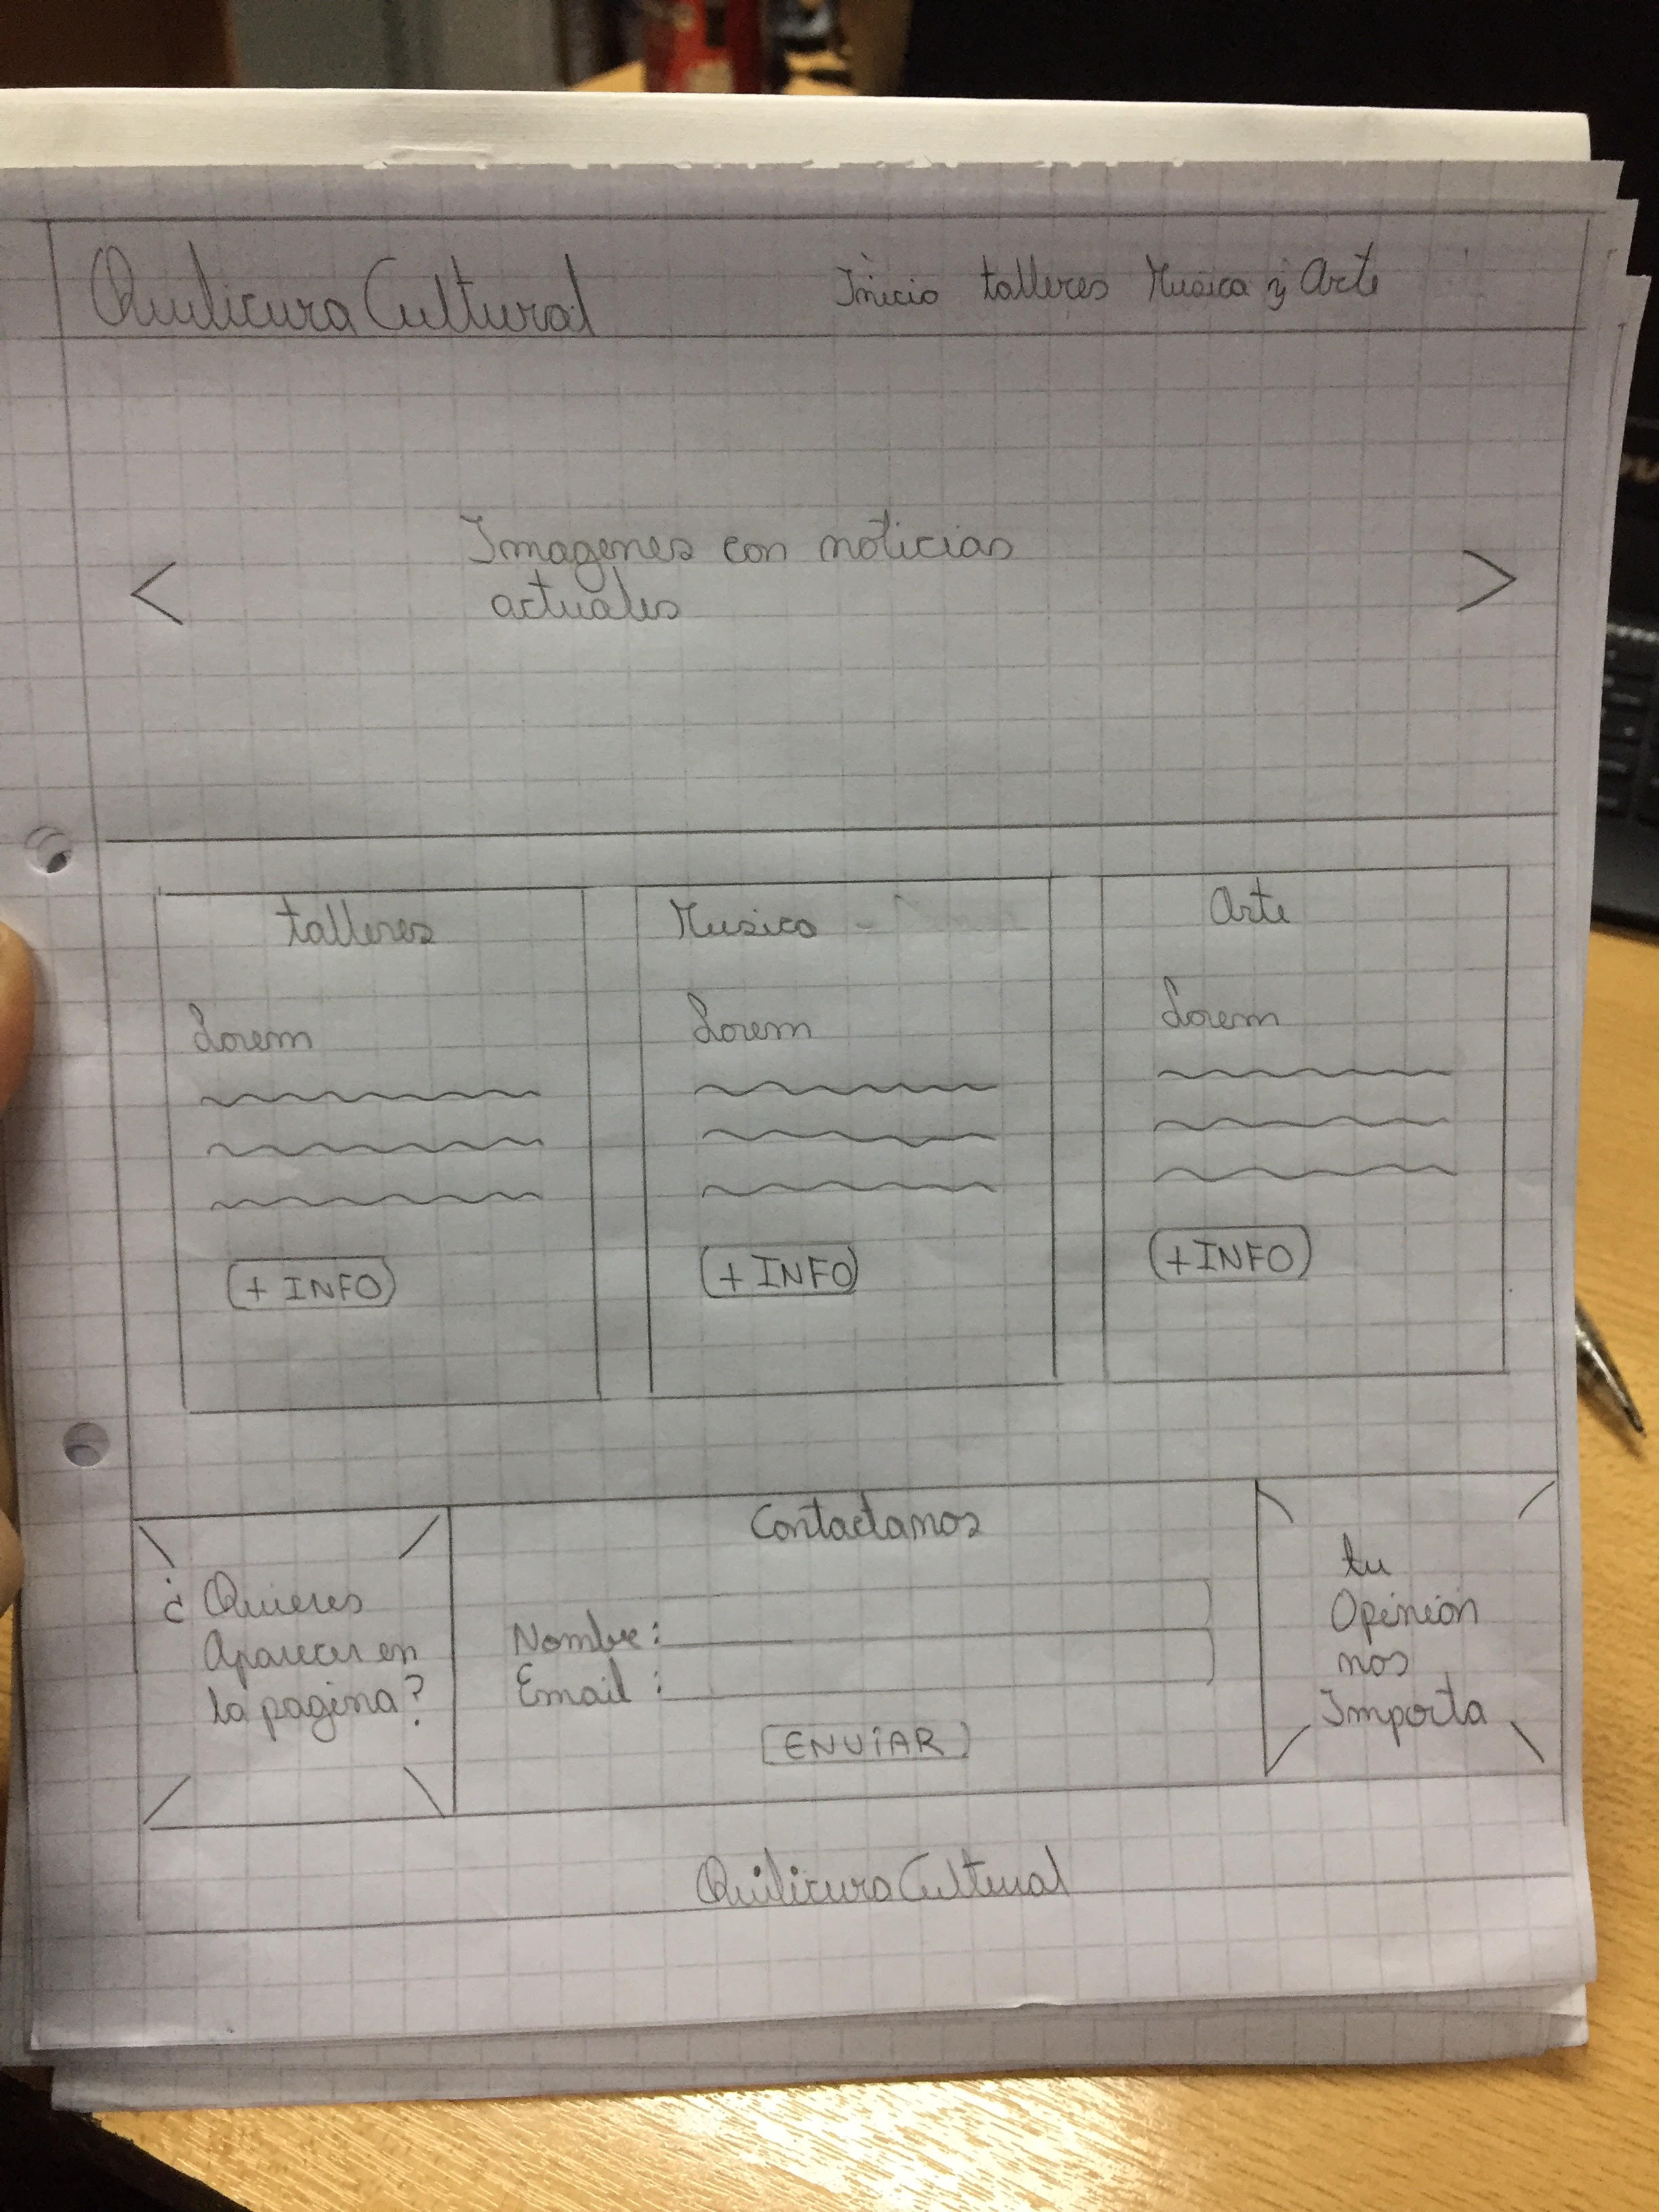 Quilicura Cultural
Inicio talleres Musica y Arte
Imagenes con noticias
actuales
< >
talleres
Lorem
+ INFO
Musica
Lorem
+ INFO
Arte
Lorem
+ INFO
¿Quieres
Aparecer en
la pagina?
Contactanos
Nombre:
Email:
ENVIAR
tu
Opinión
nos
Importa
Quilicura Cultural